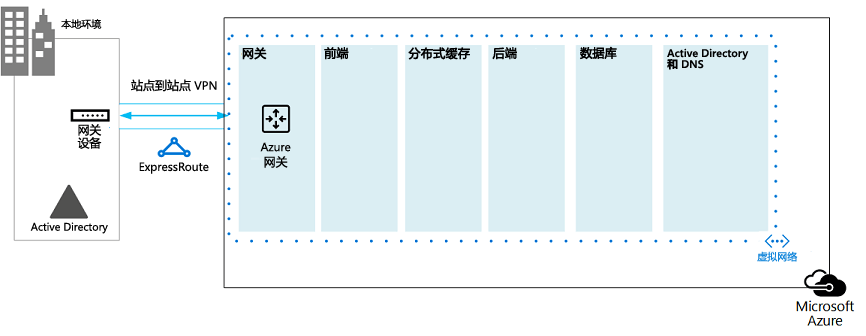 本地环境
站点到站点 VPN
网关
设备
ExpressRoute
Active Directory
网关
前端
分布式缓存
后端
数据库
Active Directory
和 DNS
Azure
网关
虚拟网络
Microsoft
Azure